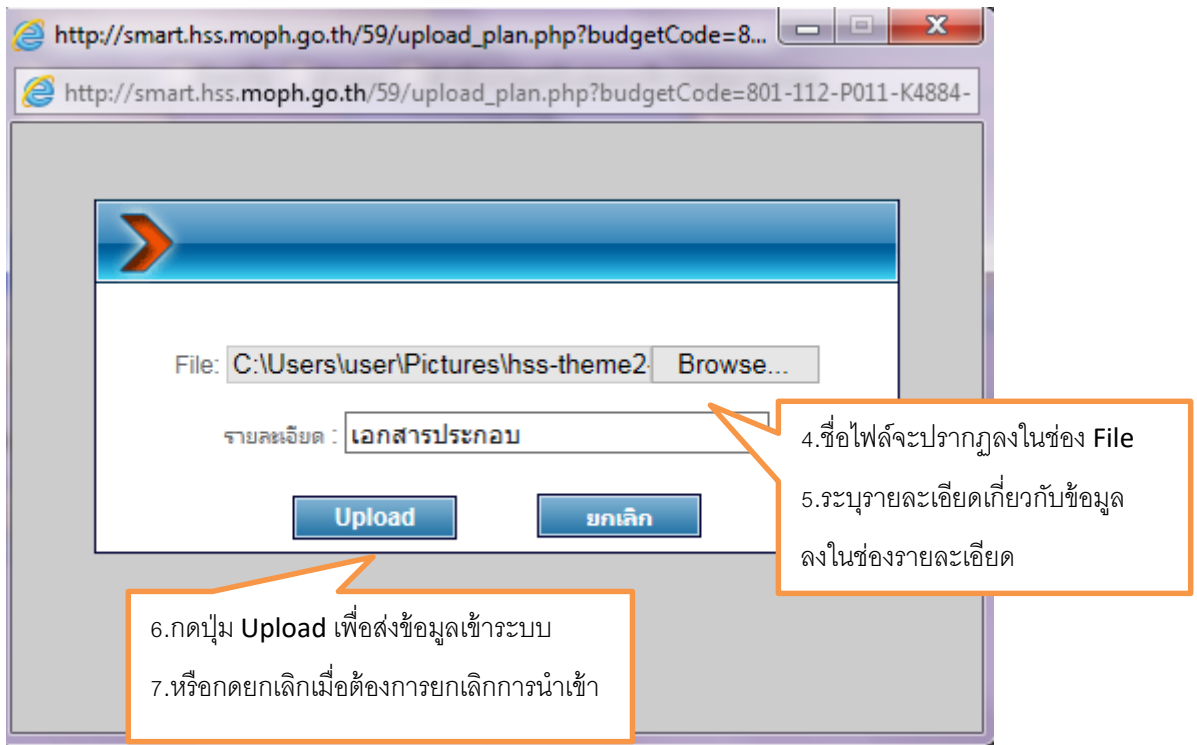 http://smart.hss.moph.go.th/59/upload_plan.php?budgetCode=8...
http://smart.hss.moph.go.th/59/upload_plan.php?budgetCode=801-112-P011-K4884-
File: C:\Users\user\Pictures\hss-theme2- Browse...
รายละเอียด : เอกสารประกอบ
Upload ยกเลิก
4.ชื่อไฟล์จะปรากฏลงในช่อง File
5.ระบุรายละเอียดเกี่ยวกับข้อมูล
ลงในช่องรายละเอียด
6.กดปุ่ม Upload เพื่อส่งข้อมูลเข้าระบบ
7.หรือกดยกเลิกเมื่อต้องการยกเลิกการนำเข้า